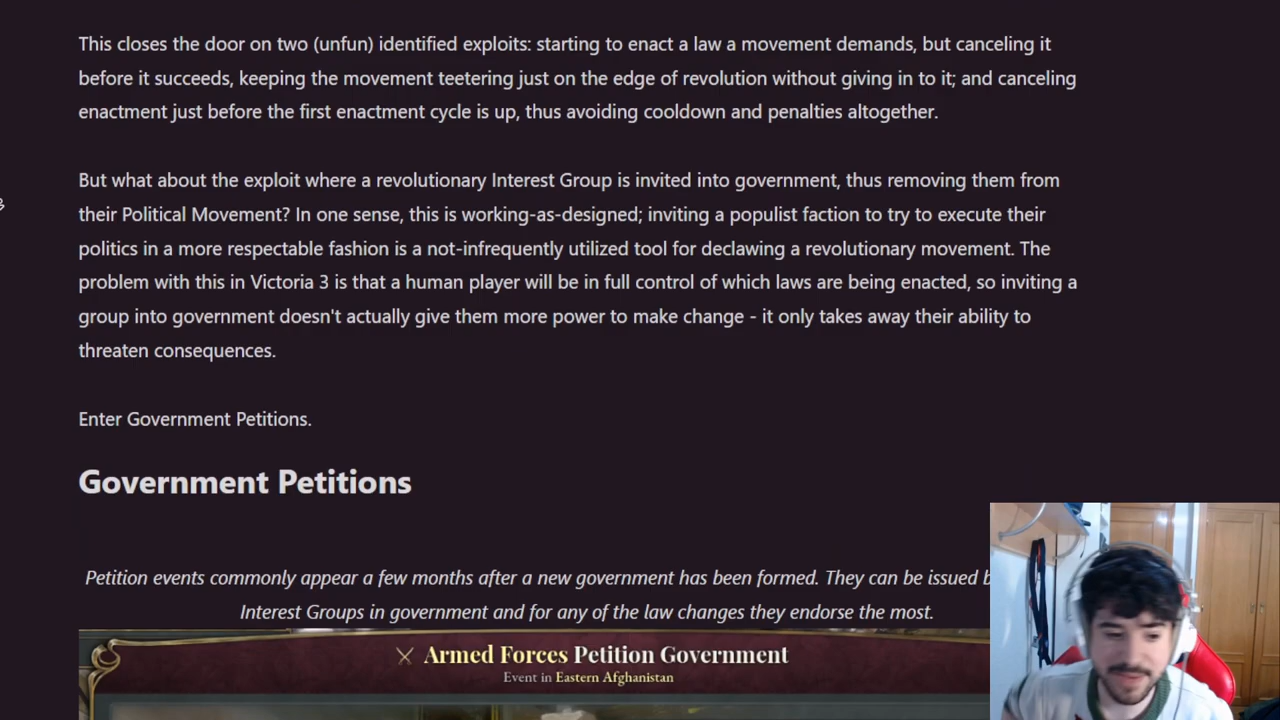 This closes the door on two (unfun) identified exploits: starting to enact a law a movement demands, but canceling it
before it succeeds, keeping the movement teetering just on the edge of revolution without giving in to it; and canceling
enactment just before the first enactment cycle is up, thus avoiding cooldown and penalties altogether.
But what about the exploit where a revolutionary Interest Group is invited into government, thus removing them from
their Political Movement? In one sense, this is working-as-designed; inviting a populist faction to try to execute their
politics in a more respectable fashion is a not-infrequently utilized tool for declawing a revolutionary movement. The
problem with this in Victoria 3 is that a human player will be in full control of which laws are being enacted, so inviting a
group into government doesn't actually give them more power to make change - it only takes away their ability to
threaten consequences.
Enter Government Petitions.
Government Petitions
Petition events commonly appear a few months after a new government has been formed. They can be issued
Interest Groups in government and for any of the law changes they endorse the most.
Armed Forces Petition Government
Event in Eastern Afghanistan